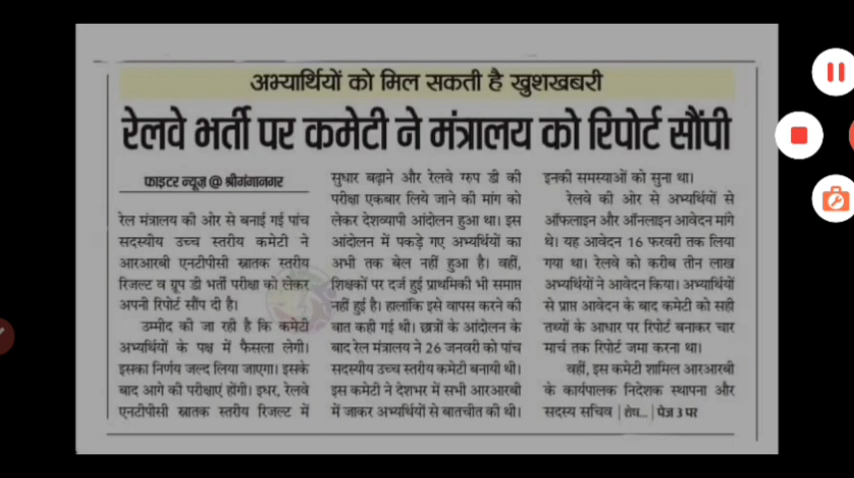 अभ्यार्थियों को मिल सकती है खुशखबरी
रेलवे भर्ती पर कमेटी ने मंत्रालय को रिपोर्ट सौंपी
फाइटर न्यूज @ श्रीगंगानगर
रेल मंत्रालय की ओर से बनाई गई पांच
सदस्यीय उच्च स्तरीय कमेटी ने
आरआरबी एनटीपीसी स्नातक स्तरीय
रिजल्ट व ग्रुप डी भर्ती परीक्षा को लेकर
अपनी रिपोर्ट सौंप दी है।
उम्मीद की जा रही है कि कमेटी
अभ्यर्थियों के पक्ष में फैसला लेगी।
इसका निर्णय जल्द लिया जाएगा। इसके
बाद आगे की परीक्षाएं होंगी। इधर, रेलवे
एनटीपीसी स्नातक स्तरीय रिजल्ट में
सुधार बढ़ाने और रेलवे ग्रुप डी की
परीक्षा एकबार लिये जाने की मांग को
लेकर देशव्यापी आंदोलन हुआ था। इस
आंदोलन में पकड़े गए अभ्यर्थियों का
अभी तक बेल नहीं हुआ है। वहीं,
शिक्षकों पर दर्ज हुई प्राथमिकी भी समाप्त
नहीं हुई है। हालांकि इसे वापस करने की
बात कही गई थी। छात्रों के आंदोलन के
बाद रेल मंत्रालय ने 26 जनवरी को पांच
सदस्यीय उच्च स्तरीय कमेटी बनायी थी।
इस कमेटी ने देशभर में सभी आरआरबी
में जाकर अभ्यर्थियों से बातचीत की थी।
इनकी समस्याओं को सुना था।
रेलवे की ओर से अभ्यर्थियों से
ऑफलाइन और ऑनलाइन आवेदन मांगे
थे। यह आवेदन 16 फरवरी तक लिया
गया था। रेलवे को करीब तीन लाख
अभ्यर्थियों ने आवेदन किया। अभ्यार्थियों
से प्राप्त आवेदन के बाद कमेटी को सही
तथ्यों के आधार पर रिपोर्ट बनाकर चार
मार्च तक रिपोर्ट जमा करना था।
वहीं, इस कमेटी शामिल आरआरबी
के कार्यपालक निदेशक स्थापना और
सदस्य सचिव | शेष... | पेज 3 पर